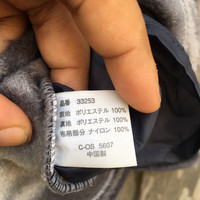 品番 33253
表地 ポリエステル 100%
裏地 ポリエステル 100%
布帛部分 ナイロン 100%
C-OS 5607
中国製